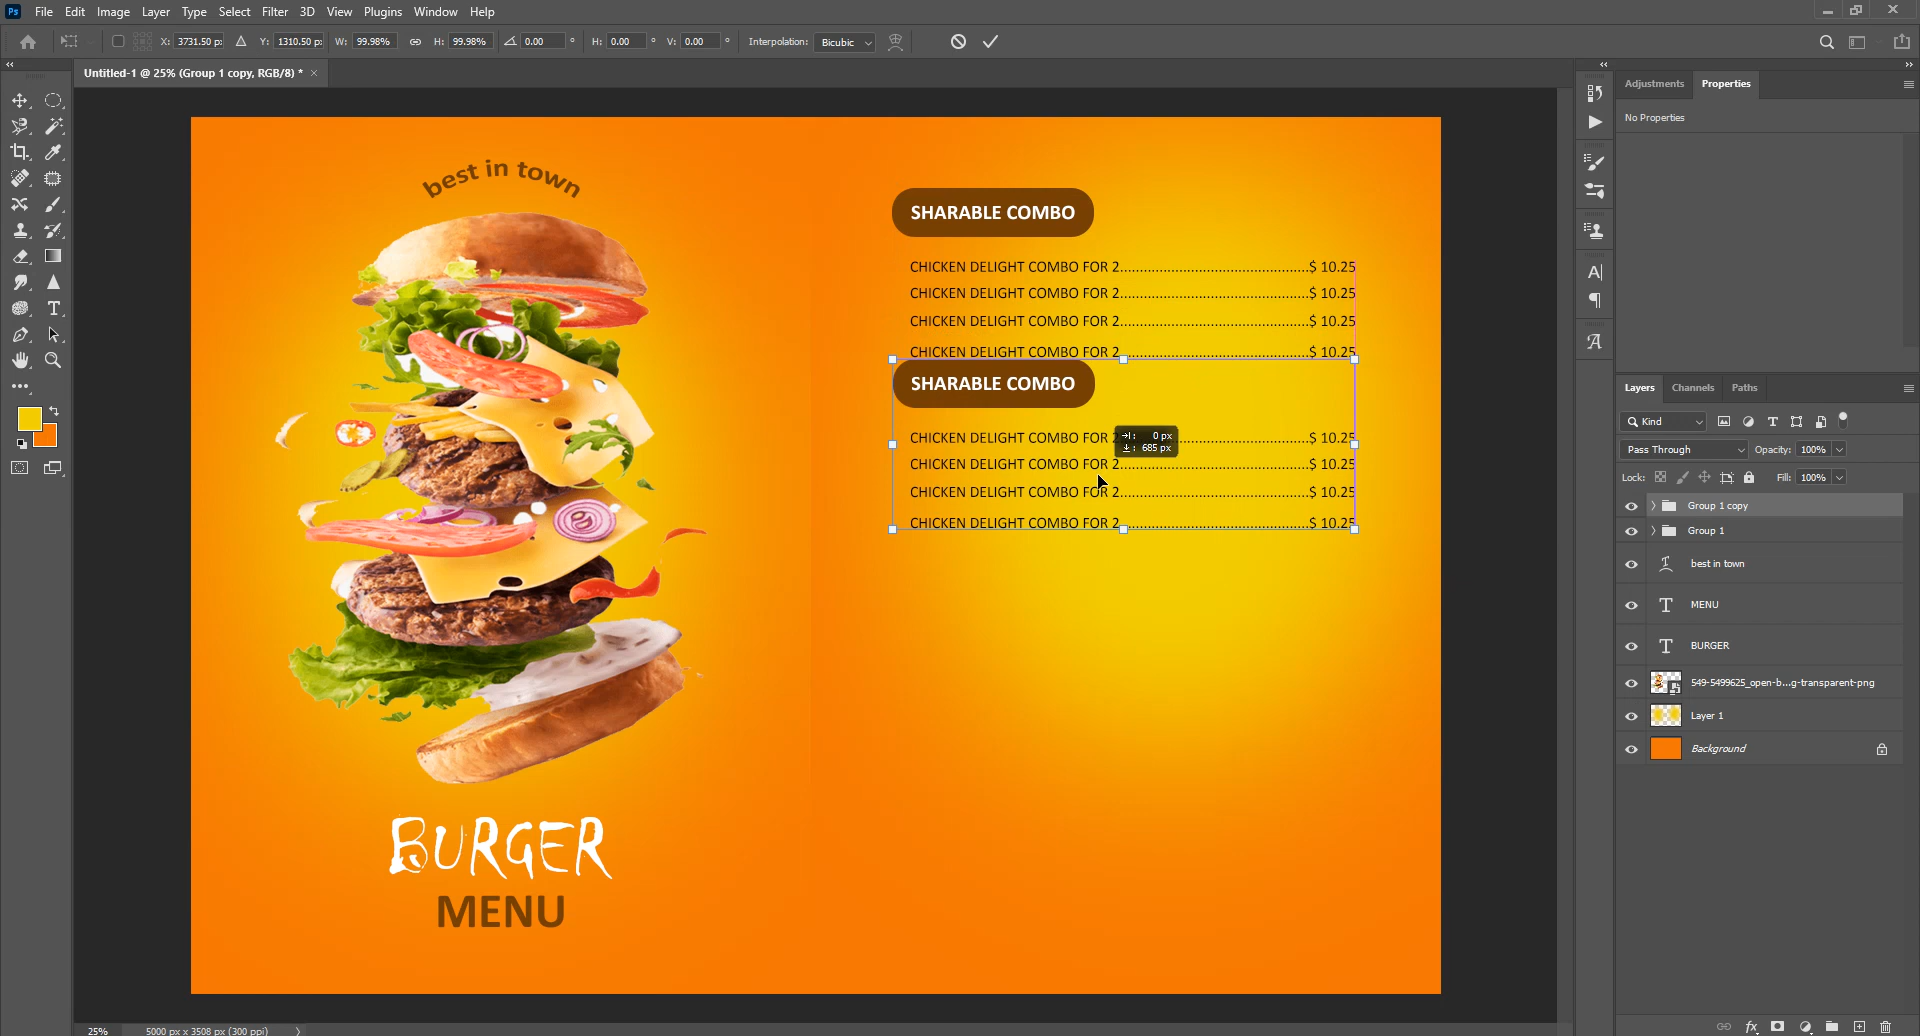 Ps File Edit Image Layer Type Select Filter 3D View Plugins Window Help
X: 3731.50 p: Y: 1310.50 p: W: 99.98% H: 99.98% 0.00 ° H: 0.00 ° V: 0.00 ° Interpolation: Bicubic
Untitled-1 @ 25% (Group 1 copy, RGB/8) * ×
best in town
BURGER
MENU
SHARABLE COMBO
CHICKEN DELIGHT COMBO FOR 2..............................................$ 10.25
CHICKEN DELIGHT COMBO FOR 2..............................................$ 10.25
CHICKEN DELIGHT COMBO FOR 2..............................................$ 10.25
CHICKEN DELIGHT COMBO FOR 2..............................................$ 10.25
SHARABLE COMBO
CHICKEN DELIGHT COMBO FOR 2..............................................$ 10.25
CHICKEN DELIGHT COMBO FOR 2..............................................$ 10.25
CHICKEN DELIGHT COMBO FOR 2..............................................$ 10.25
CHICKEN DELIGHT COMBO FOR 2..............................................$ 10.25
: 0 px
: 685 px
Adjustments Properties
No Properties
Layers Channels Paths
Kind
Pass Through Opacity: 100%
Lock: Fill: 100%
Group 1 copy
Group 1
best in town
MENU
BURGER
549-5499625_open-b...g-transparent-png
Layer 1
Background
25% 5000 px x 3508 px (300 ppi)